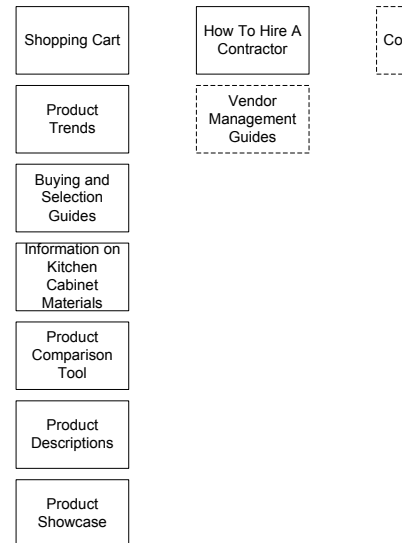 Shopping Cart
Product
Trends
Buying and
Selection
Guides
Information on
Kitchen
Cabinet
Materials
Product
Comparison
Tool
Product
Descriptions
Product
Showcase
How To Hire A
Contractor
Vendor
Management
Guides
Co